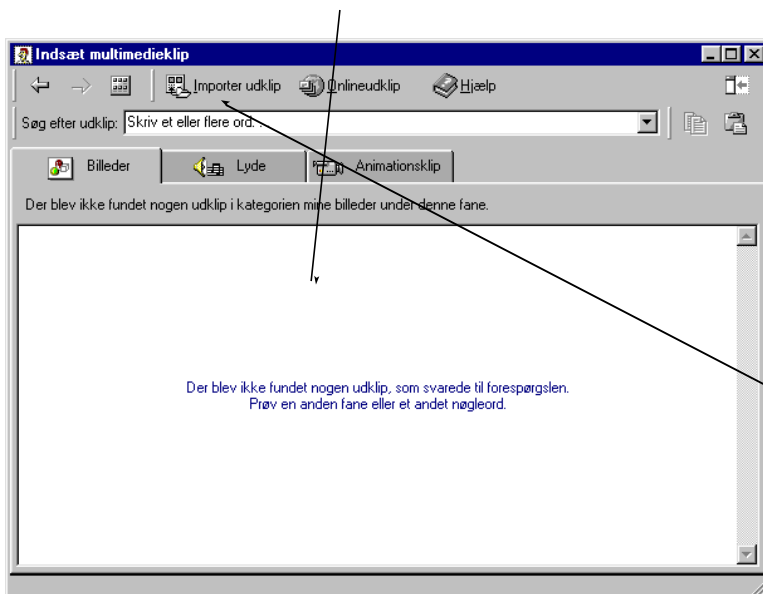 Indsæt multimedieklip
Importer udklip Onlineudklip Hjælp
Søg efter udklip: Skriv et eller flere ord. .
Billeder Lyde Animationsklip
Der blev ikke fundet nogen udklip i kategorien mine billeder under denne fane.
Der blev ikke fundet nogen udklip, som svarede til forespørgslen.
Prøv en anden fane eller et andet nøgleord.